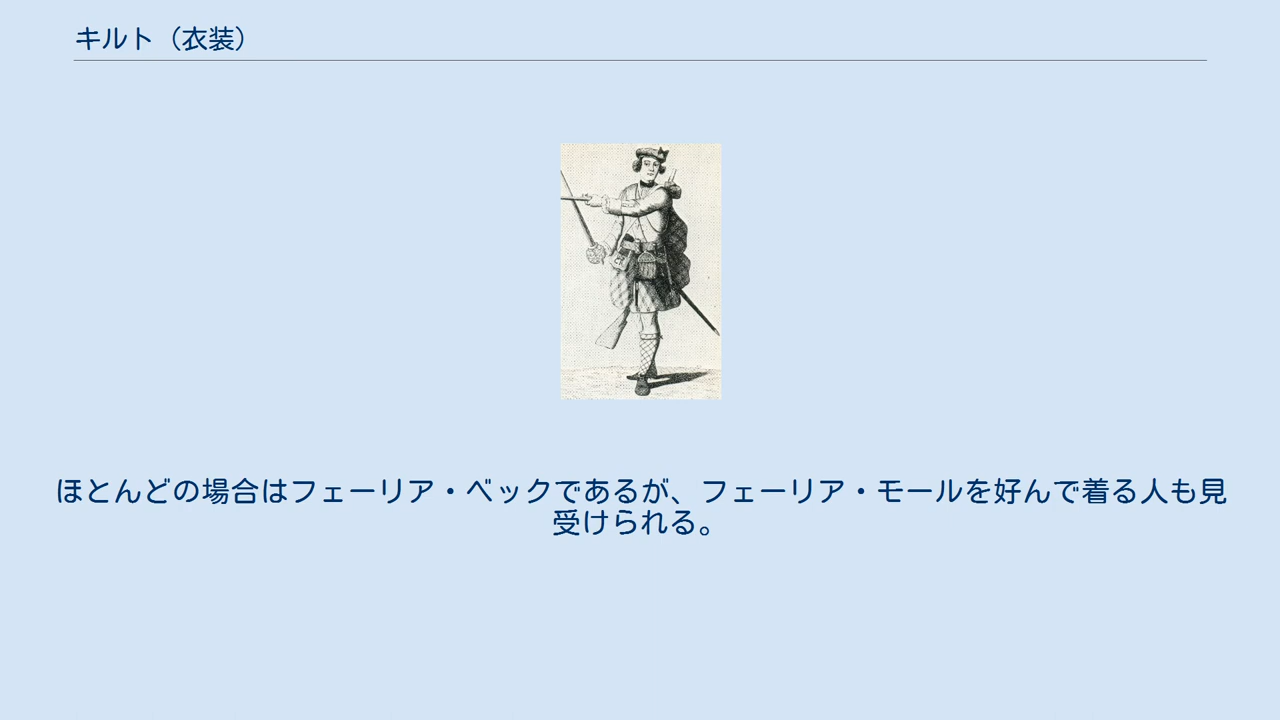 キルト（衣装）
ほとんどの場合はフェーリア・ベックであるが、フェーリア・モールを好んで着る人も見
受けられる。